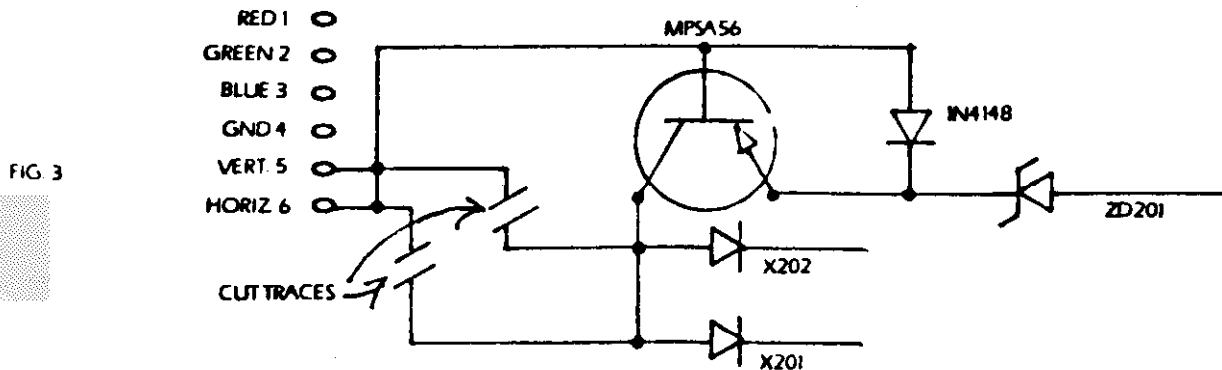 RED 1
GREEN 2
BLUE 3
GND 4
VERT. 5
HORIZ 6
FIG. 3
MPSA56
1N4148
ZD201
X202
CUT TRACES
X201